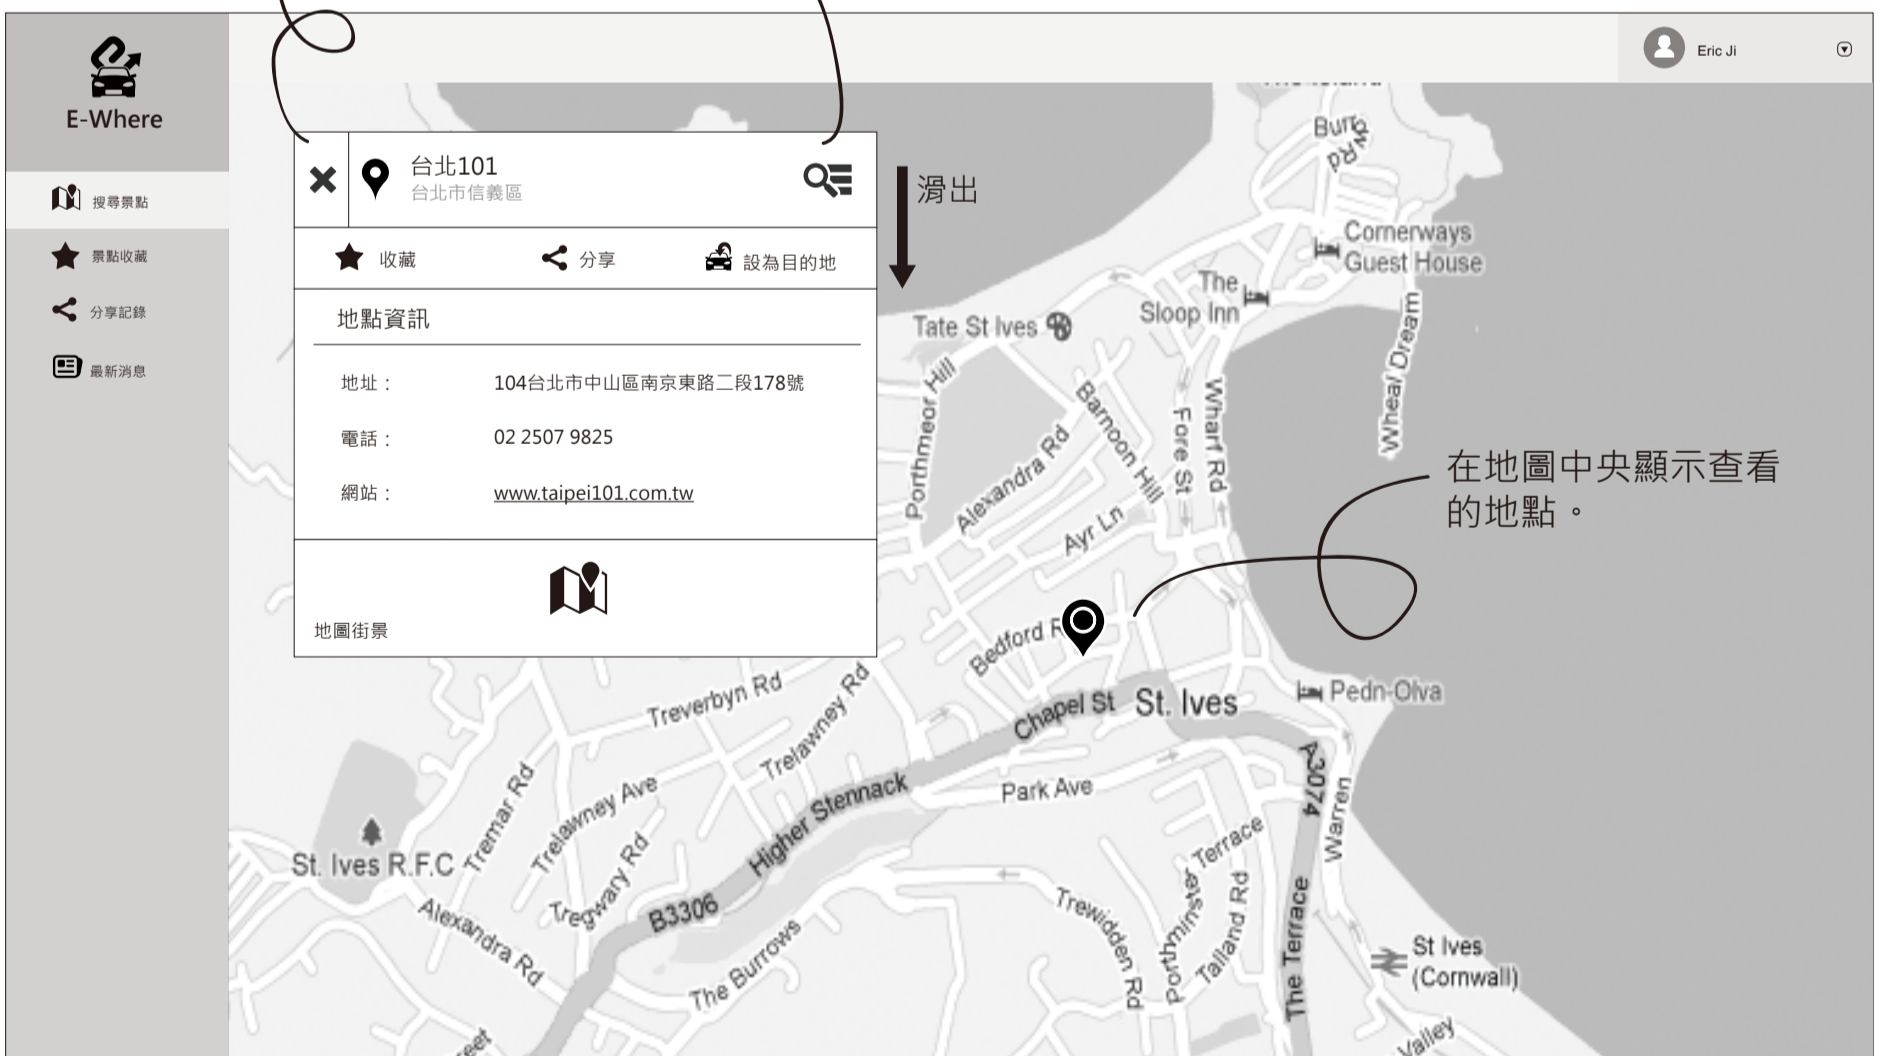 E-Where
Eric Ji
搜尋景點
景點收藏
分享記錄
最新消息
台北101
台北市信義區
收藏
分享
設為目的地
地點資訊
地址：
104台北市中山區南京東路二段178號
電話：
02 2507 9825
網站：
www.taipei101.com.tw
地圖街景
滑出
在地圖中央顯示查看
的地點。
Burrow Rd
Cornerways
Guest House
The
Sloop Inn
Tate St Ives
Wheal Dream
Porthmeor Hill
Barnoon Hill
Fore St
Wharf Rd
Alexandra Rd
Ayr Ln
Bedford R
Pedn-Olva
Treverbyn Rd
Trelawney Rd
Chapel St
St. Ives
A3074
Warren
Park Ave
Higher Stennack
Tremar Rd
Trelawney Ave
St. Ives R.F.C
Tregwary Rd
Terrace
Alexandra Rd
B3306
The Burrows
Trewidden Rd
Porthminster
Talland Rd
The Terrace
St Ives
(Cornwall)
Valley